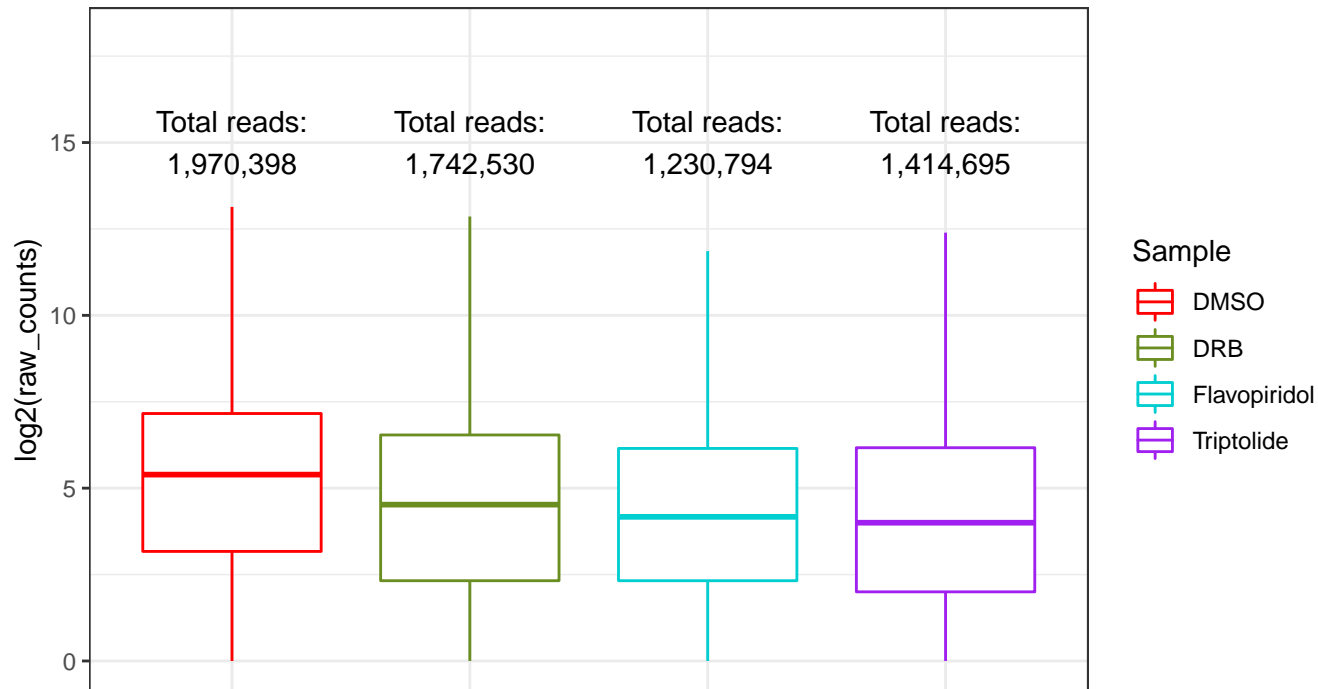 Total reads:
1,970,398
Total reads:
1,742,530
Total reads:
1,230,794
Total reads:
1,414,695
15
10
5
0
log2(raw_counts)
Sample
DMSO
DRB
Flavopiridol
Triptolide